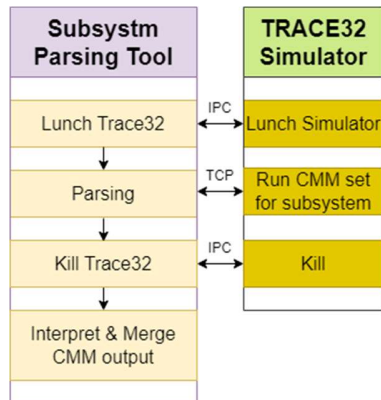 Subsystm
Parsing Tool
TRACE32
Simulator
Lunch Trace32
IPC
Lunch Simulator
Parsing
TCP
Run CMM set
for subsystem
Kill Trace32
IPC
Kill
Interpret & Merge
CMM output